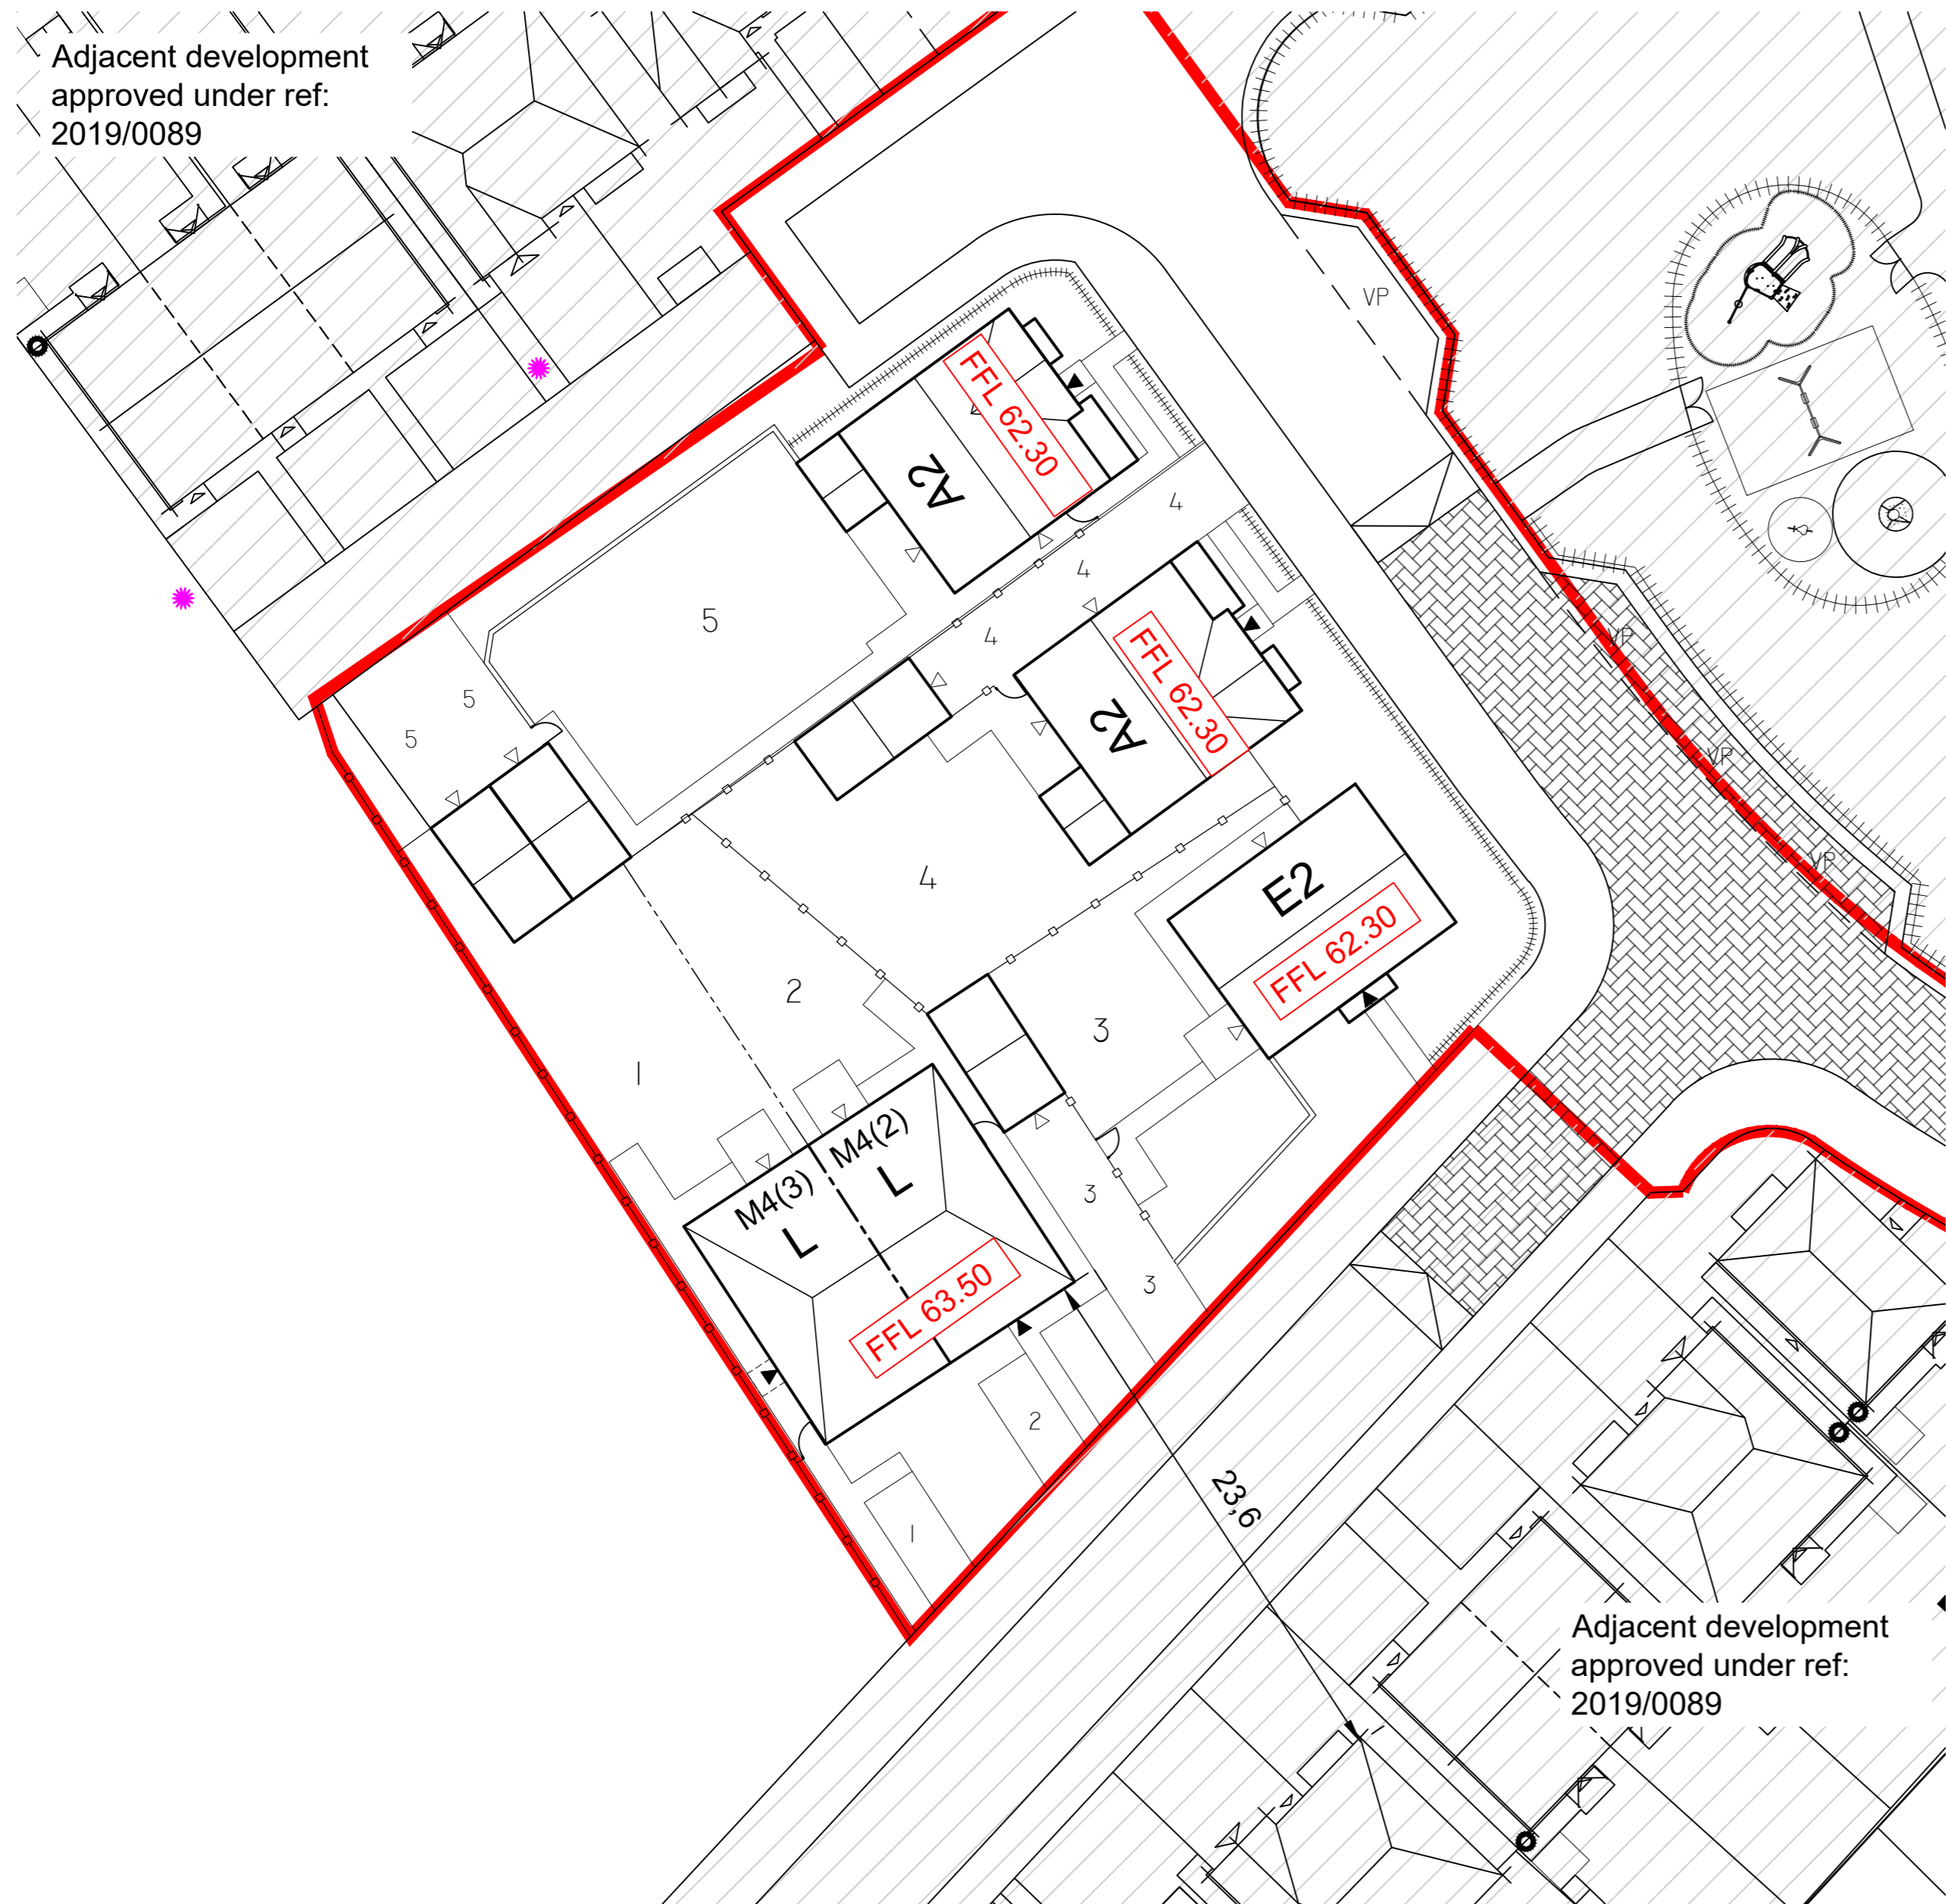 Adjacent development
approved under ref:
2019/0089
VP
FFL 62.30
A2
4
4
5
4
FFL 62.30
A2
VP
5
5
VP
VP
E2
4
FFL 62.30
2
3
1
M4(2)
L
M4(3)
L
3
FFL 63.50
3
2
23,6
1
Adjacent development
approved under ref:
2019/0089